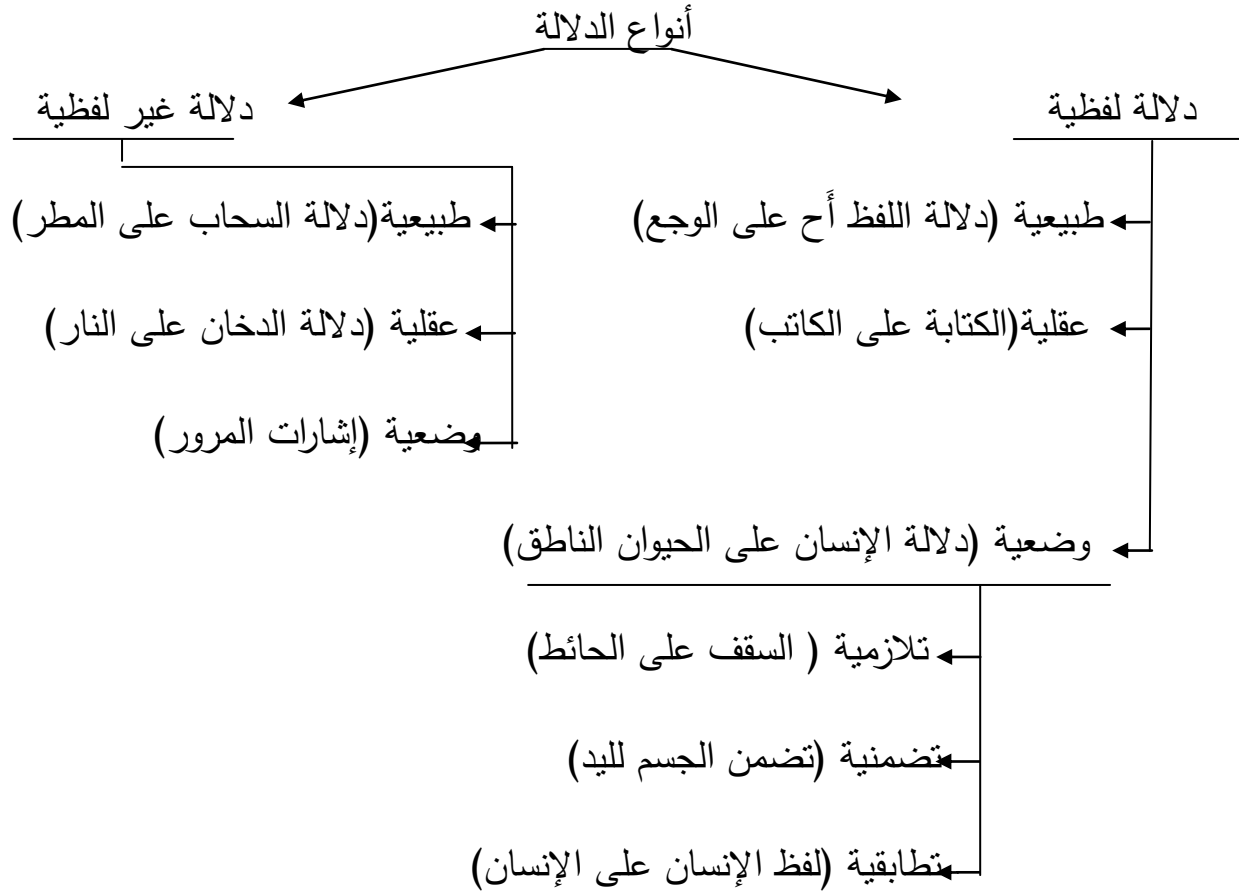 أنواع الدلالة
دلالة لفظية
دلالة غير لفظية
طبيعية (دلالة اللفظ أَح على الوجع)
طبيعية(دلالة السحاب على المطر)
عقلية(الكتابة على الكاتب)
عقلية (دلالة الدخان على النار)
وضعية (إشارات المرور)
وضعية (دلالة الإنسان على الحيوان الناطق)
تلازمية ( السقف على الحائط)
تضمنية (تضمن الجسم لليد)
تطابقية (لفظ الإنسان على الإنسان)